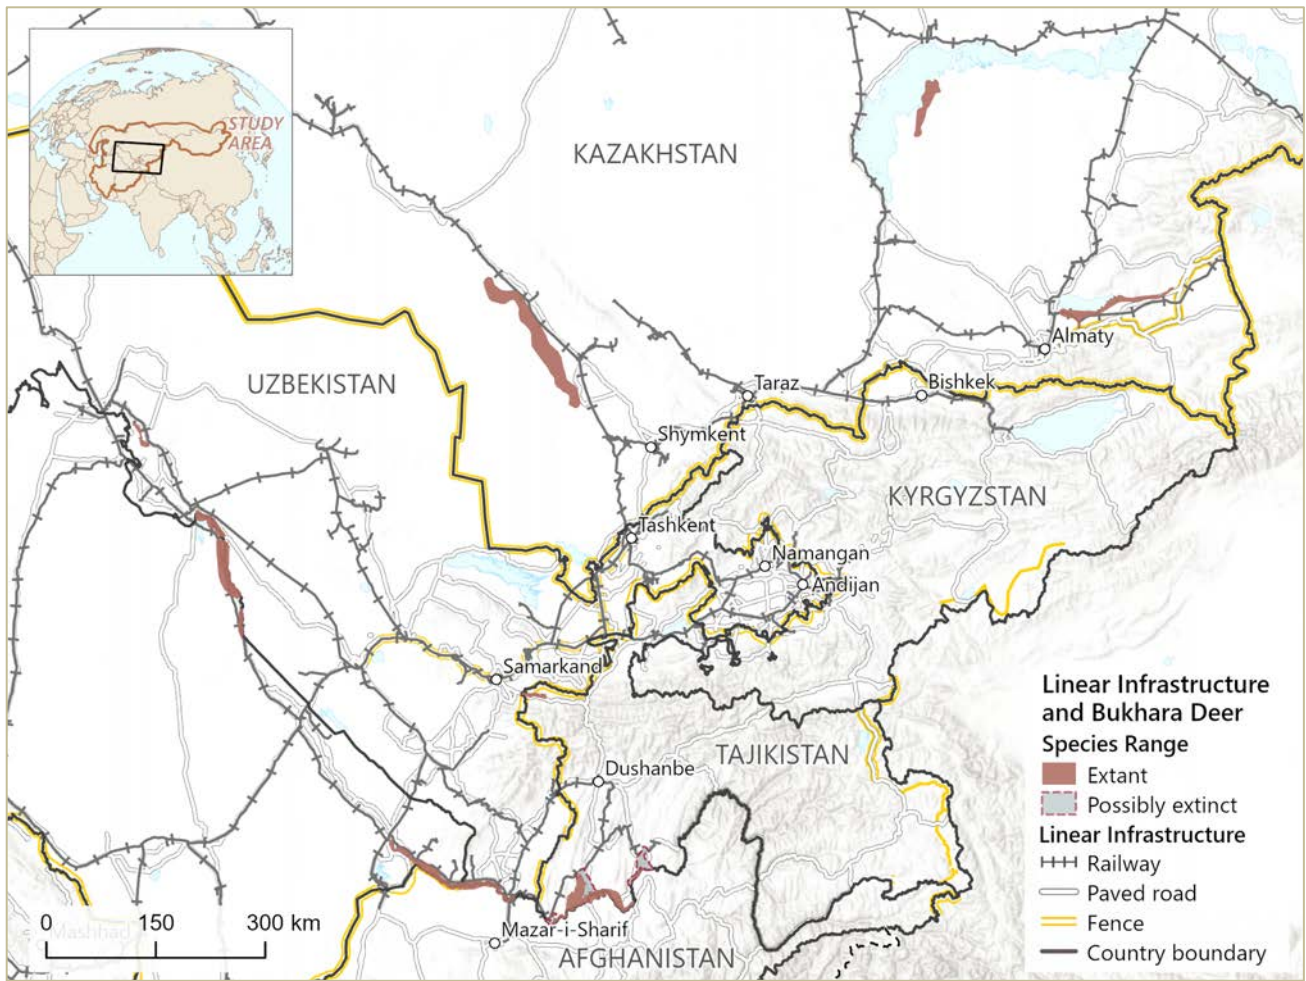 STUDY
AREA
KAZAKHSTAN
Almaty
UZBEKISTAN
Taraz
Bishkek
Shymkent
KYRGYZSTAN
Tashkent
Namangan
Andijan
Samarkand
TAJIKISTAN
Dushanbe
Mazar-i-Sharif
AFGHANISTAN
Mashhad
0 150 300 km
Linear Infrastructure
and Bukhara Deer
Species Range
Extant
Possibly extinct
Linear Infrastructure
Railway
Paved road
Fence
Country boundary